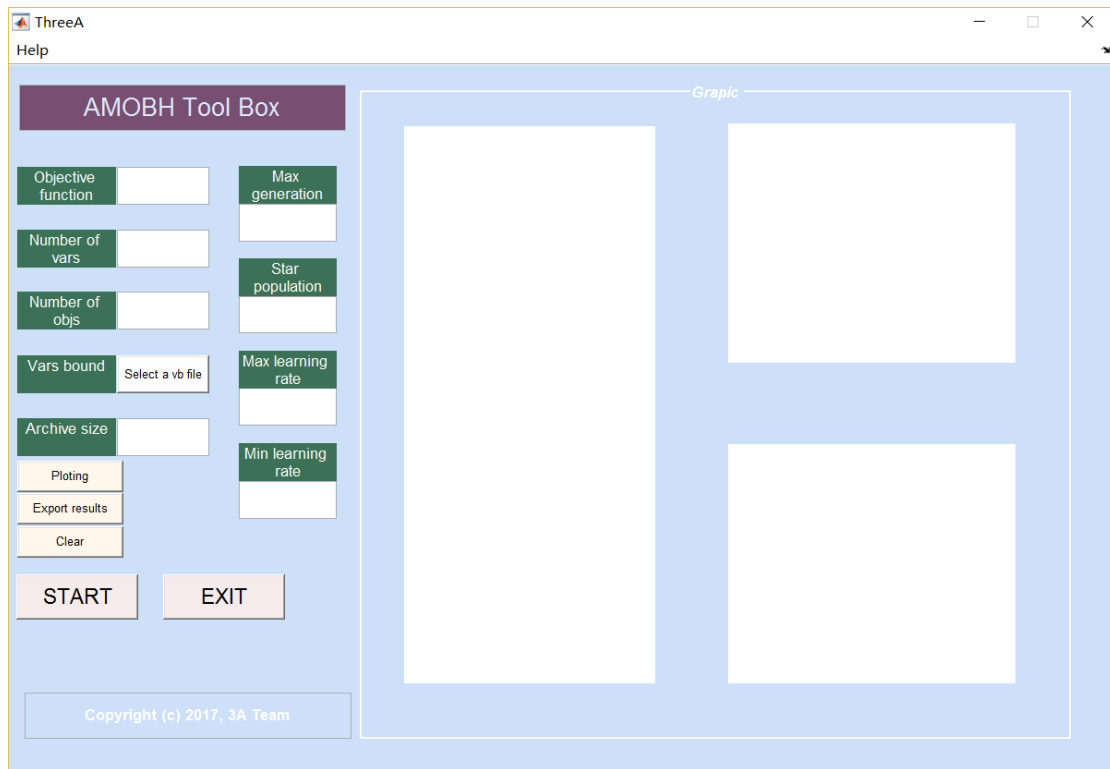 ThreeA
Help
AMOBH Tool Box
Grapic
Objective
function
Max
generation
Number of
vars
Star
population
Number of
objs
Vars bound
Select a vb file
Max learning
rate
Archive size
Min learning
rate
Ploting
Export results
Clear
START
EXIT
Copyright (c) 2017, 3A Team